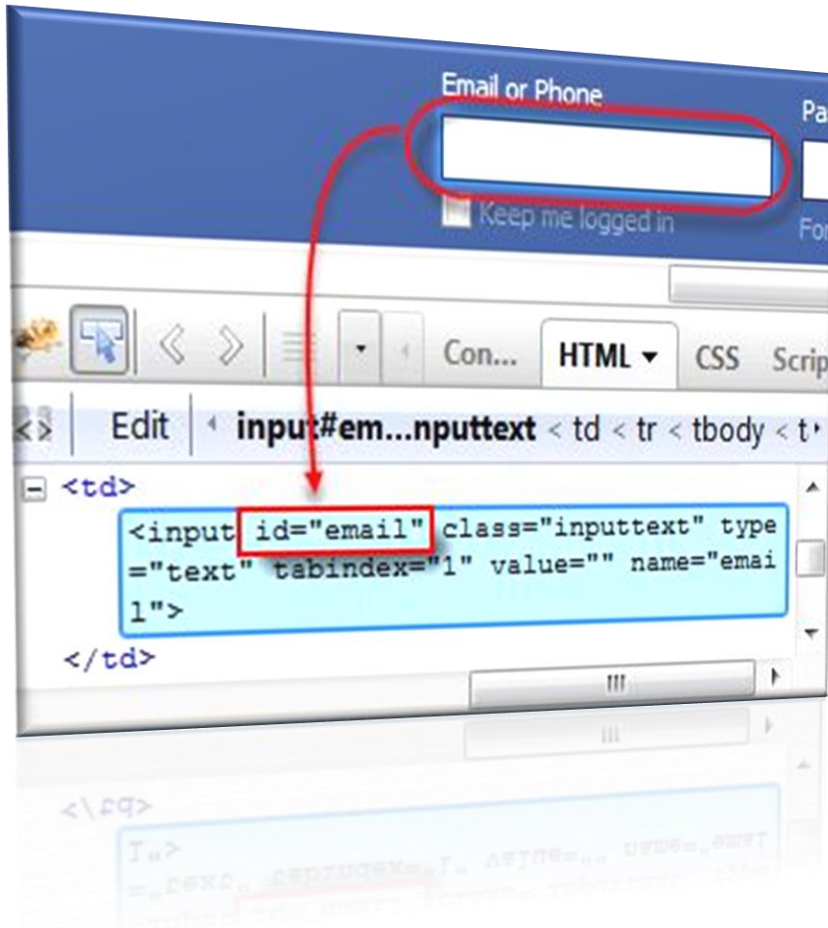 Email or Phone
Pa
Keep me logged in
For
Con... HTML CSS Scrip
<> Edit input#em...nputtext < td < tr < tbody < t
<td>
<input id="email" class="inputtext" type
="text" tabindex="1" value="" name="emai
l">
</td>